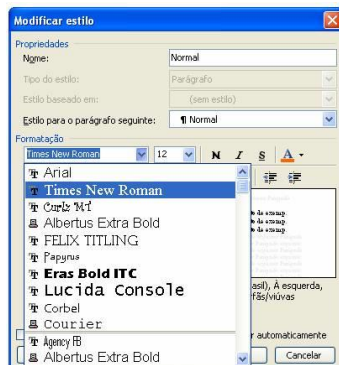 Modificar estilo
Propriedades
Nome: Normal
Tipo do estilo: Parágrafo
Estilo baseado em: (sem estilo)
Estilo para o parágrafo seguinte: ¶ Normal
Formatação
Times New Roman 12 N I S A
Arial
Times New Roman
Curlz MT
Albertus Extra Bold
FELIX TITLING
Papyrus
Eras Bold ITC
asil), À esquerda,
Lucida Console
fãs/viúvas
Corbel
Courier
Agency FB
r automaticamente
Albertus Extra Bold
Cancelar